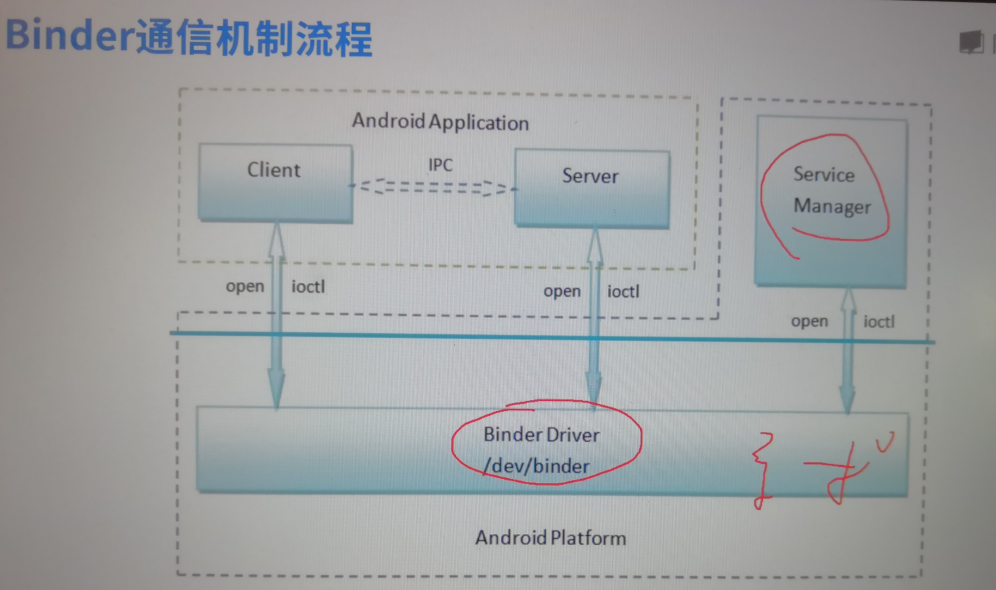 Binder通信机制流程
Android Application
Client
IPC
Server
Service
Manager
open
ioctl
open
ioctl
open
ioctl
Binder Driver
/dev/binder
Android Platform